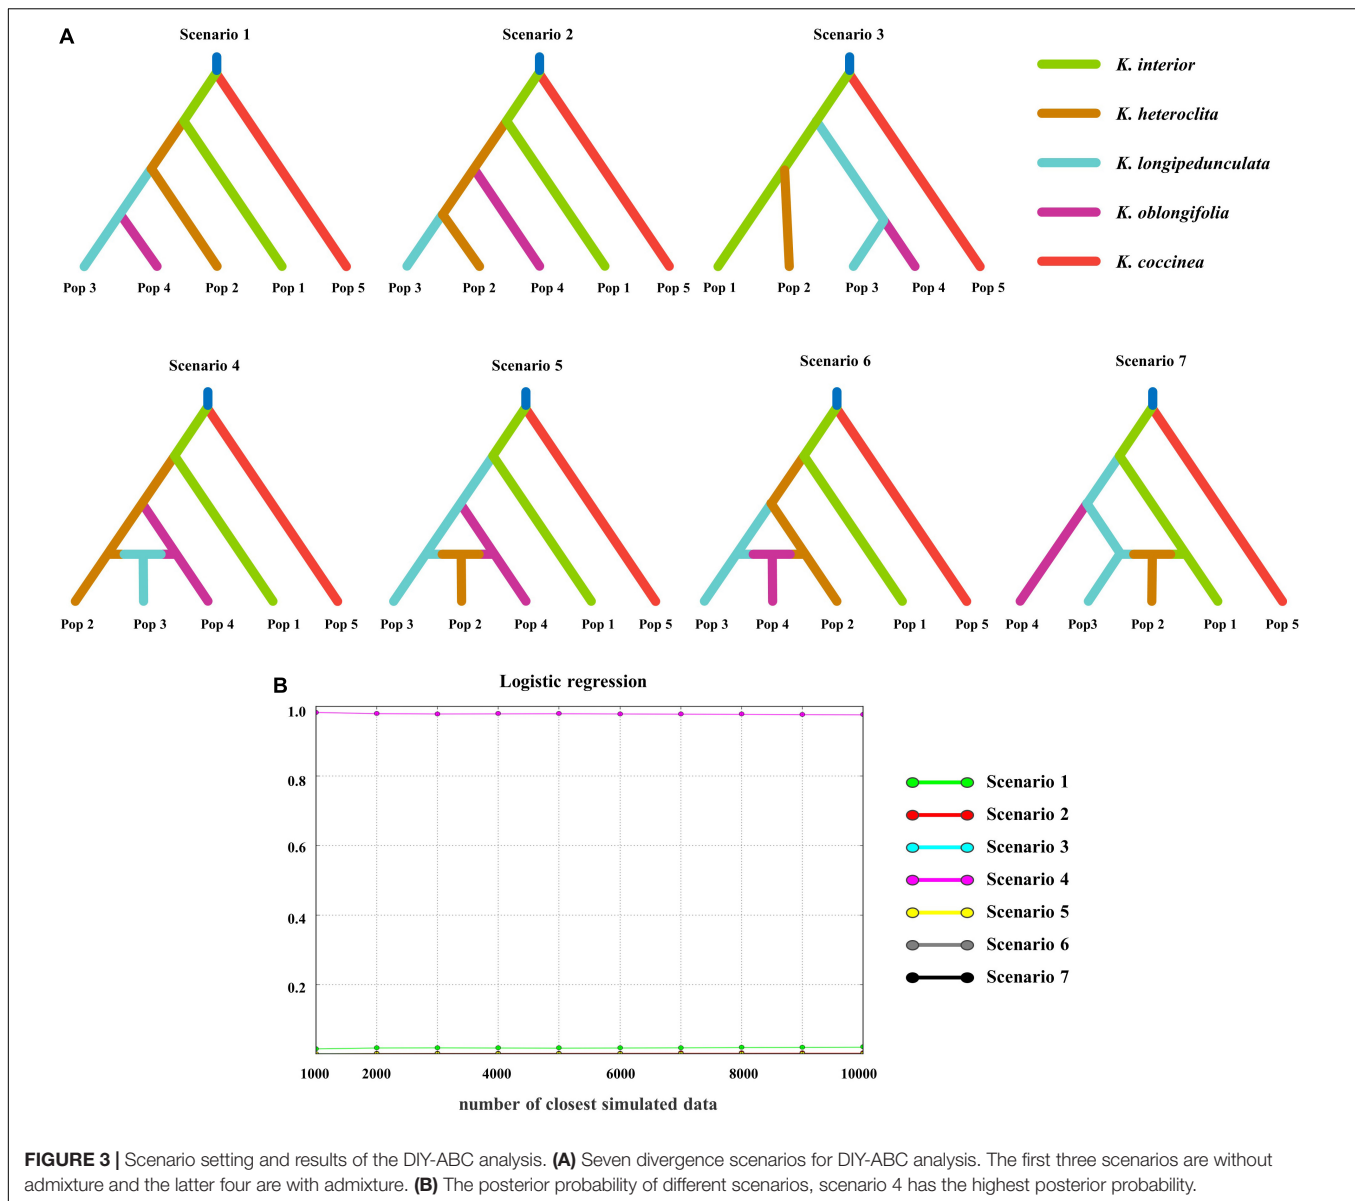 A
Scenario 1
Scenario 2
Scenario 3
K. interior
K. heteroclita
K. longipedunculata
K. oblongifolia
K. coccinea
Pop 3 Pop 4 Pop 2 Pop 1 Pop 5
Pop 3 Pop 2 Pop 4 Pop 1 Pop 5
Pop 1 Pop 2 Pop 3 Pop 4 Pop 5
Scenario 4
Scenario 5
Scenario 6
Scenario 7
Pop 2 Pop 3 Pop 4 Pop 1 Pop 5
Pop 3 Pop 2 Pop 4 Pop 1 Pop 5
Pop 3 Pop 4 Pop 2 Pop 1 Pop 5
Pop 4 Pop3 Pop 2 Pop 1 Pop 5
B
Logistic regression
1.0
0.8
0.6
0.4
0.2
1000 2000 4000 6000 8000 10000
number of closest simulated data
Scenario 1
Scenario 2
Scenario 3
Scenario 4
Scenario 5
Scenario 6
Scenario 7
FIGURE 3 | Scenario setting and results of the DIY-ABC analysis. (A) Seven divergence scenarios for DIY-ABC analysis. The first three scenarios are without
admixture and the latter four are with admixture. (B) The posterior probability of different scenarios, scenario 4 has the highest posterior probability.